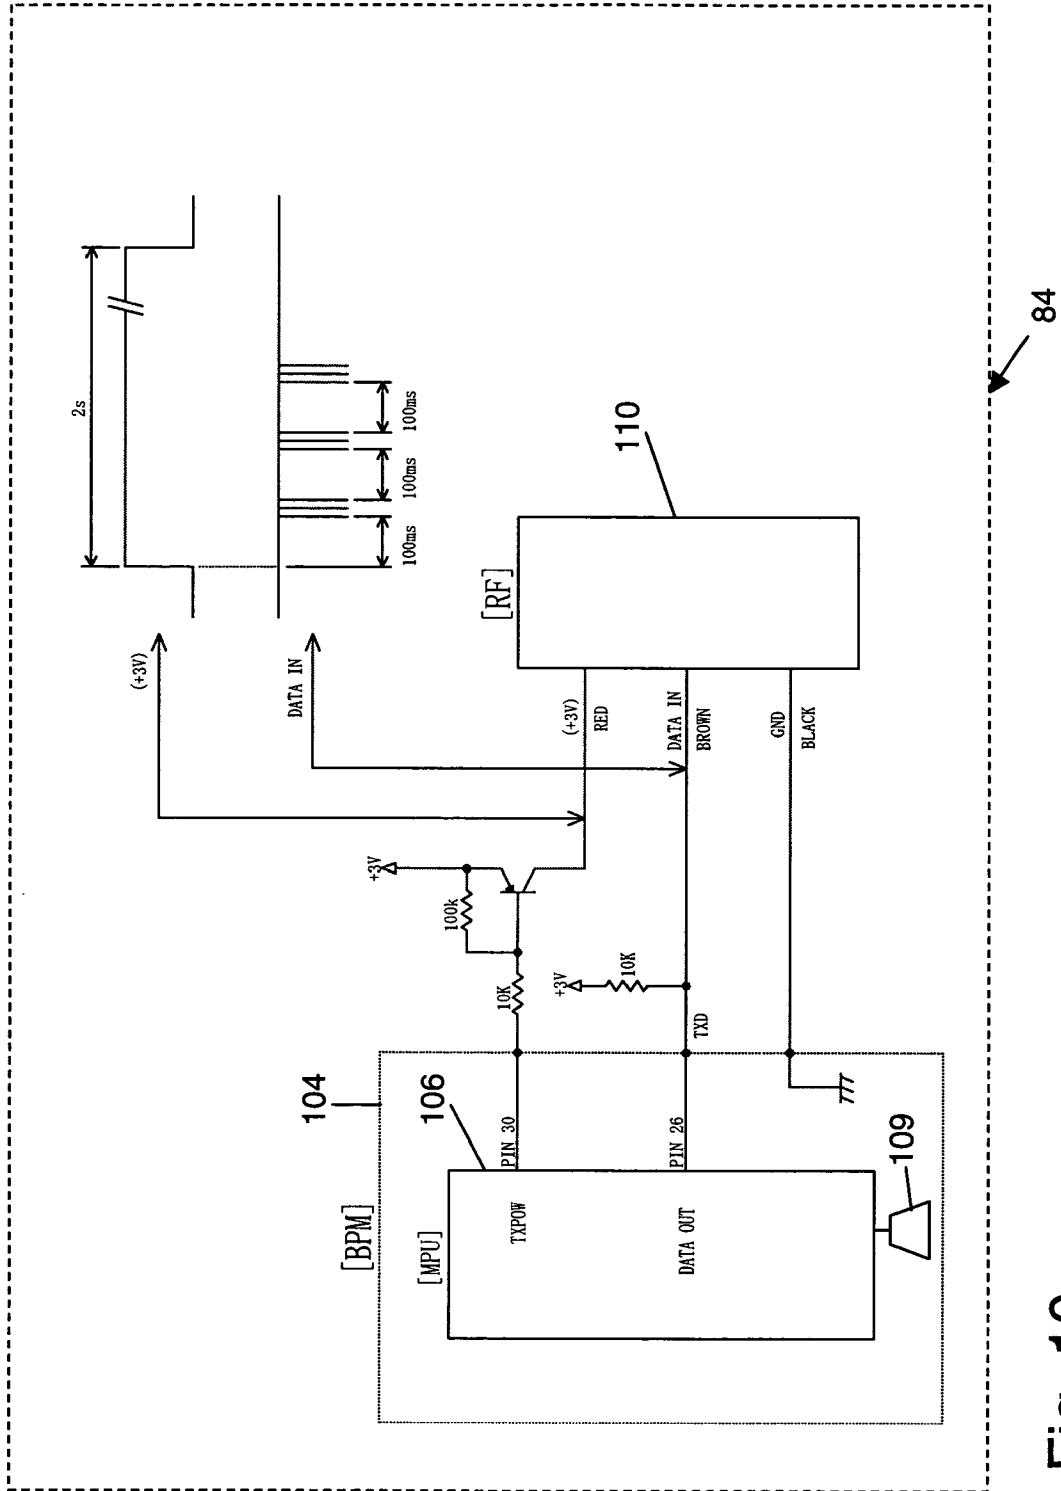 2s
100ms
100ms
100ms
(+3V)
DATA IN
84
110
[RF]
(+3V)
RED
DATA IN
BROWN
GND
BLACK
+3V
100k
10K
+3V
10K
TXD
104
106
[BPM]
[MPU]
PIN 30
TXPOW
PIN 26
DATA OUT
109